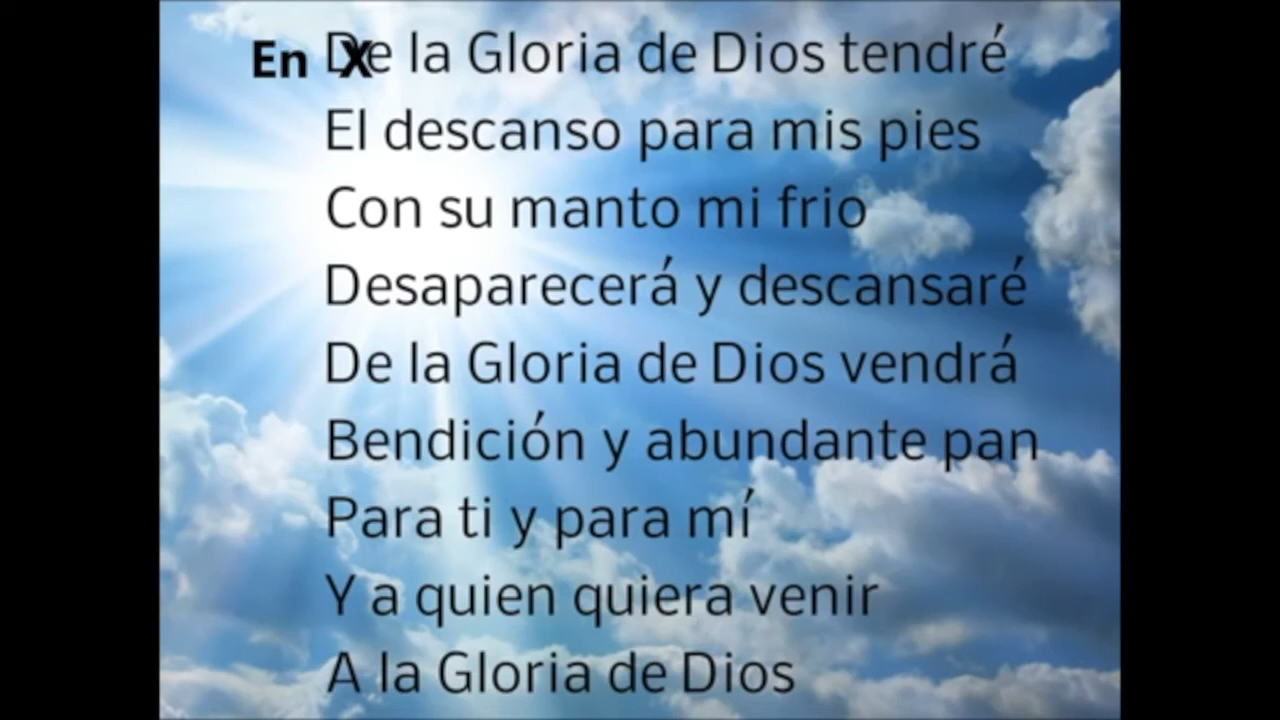 En X De la Gloria de Dios tendré
El descanso para mis pies
Con su manto mi frio
Desaparecerá y descansaré
De la Gloria de Dios vendrá
Bendición y abundante pan
Para ti y para mí
Y a quien quiera venir
A la Gloria de Dios